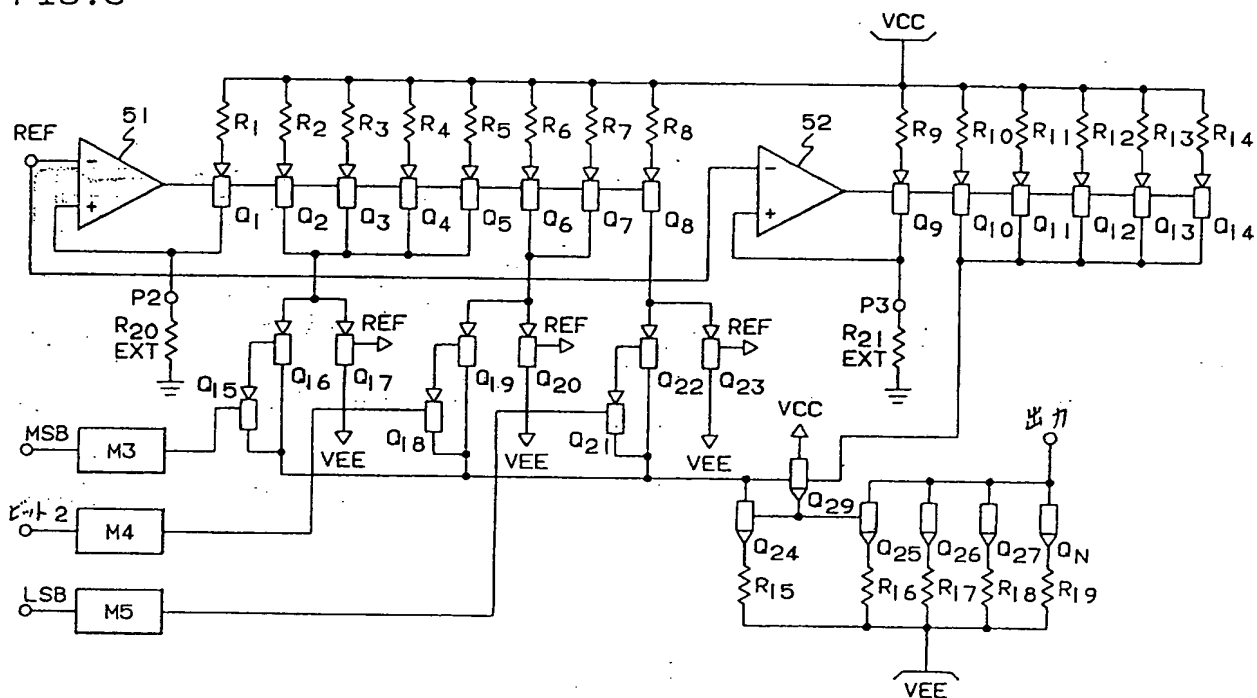 VCC
51
52
REF
R1
R2
R3
R4
R5
R6
R7
R8
R9
R10
R11
R12
R13
R14
−
+
−
+
Q1
Q2
Q3
Q4
Q5
Q6
Q7
Q8
Q9
Q10
Q11
Q12
Q13
Q14
P2
R20
EXT
REF
REF
REF
P3
R21
EXT
Q15
Q16
Q17
Q18
Q19
Q20
Q21
Q22
Q23
VEE
VEE
VEE
VCC
出力
MSB
M3
ビット2
M4
LSB
M5
Q29
Q24
Q25
Q26
Q27
QN
R15
R16
R17
R18
R19
VEE